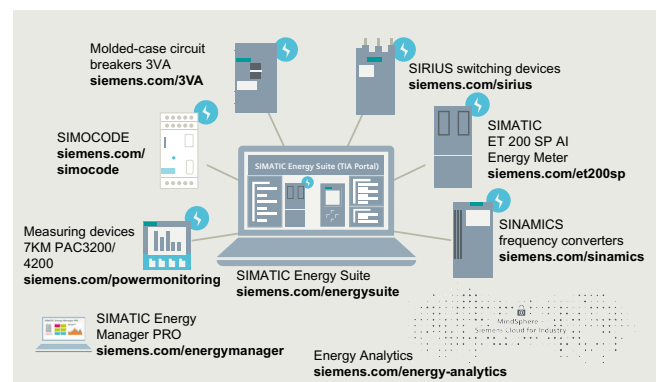 Molded-case circuit
breakers 3VA
siemens.com/3VA
SIRIUS switching devices
siemens.com/sirius
SIMOCODE
siemens.com/
simocode
SIMATIC
ET 200 SP AI
Energy Meter
siemens.com/et200sp
SIMATIC Energy Suite (TIA Portal)
Measuring devices
7KM PAC3200/
4200
siemens.com/powermonitoring
SINAMICS
frequency converters
siemens.com/sinamics
SIMATIC Energy Suite
siemens.com/energysuite
SIMATIC Energy
Manager PRO
siemens.com/energymanager
MindSphere -
Siemens Cloud for Industry
Energy Analytics
siemens.com/energy-analytics